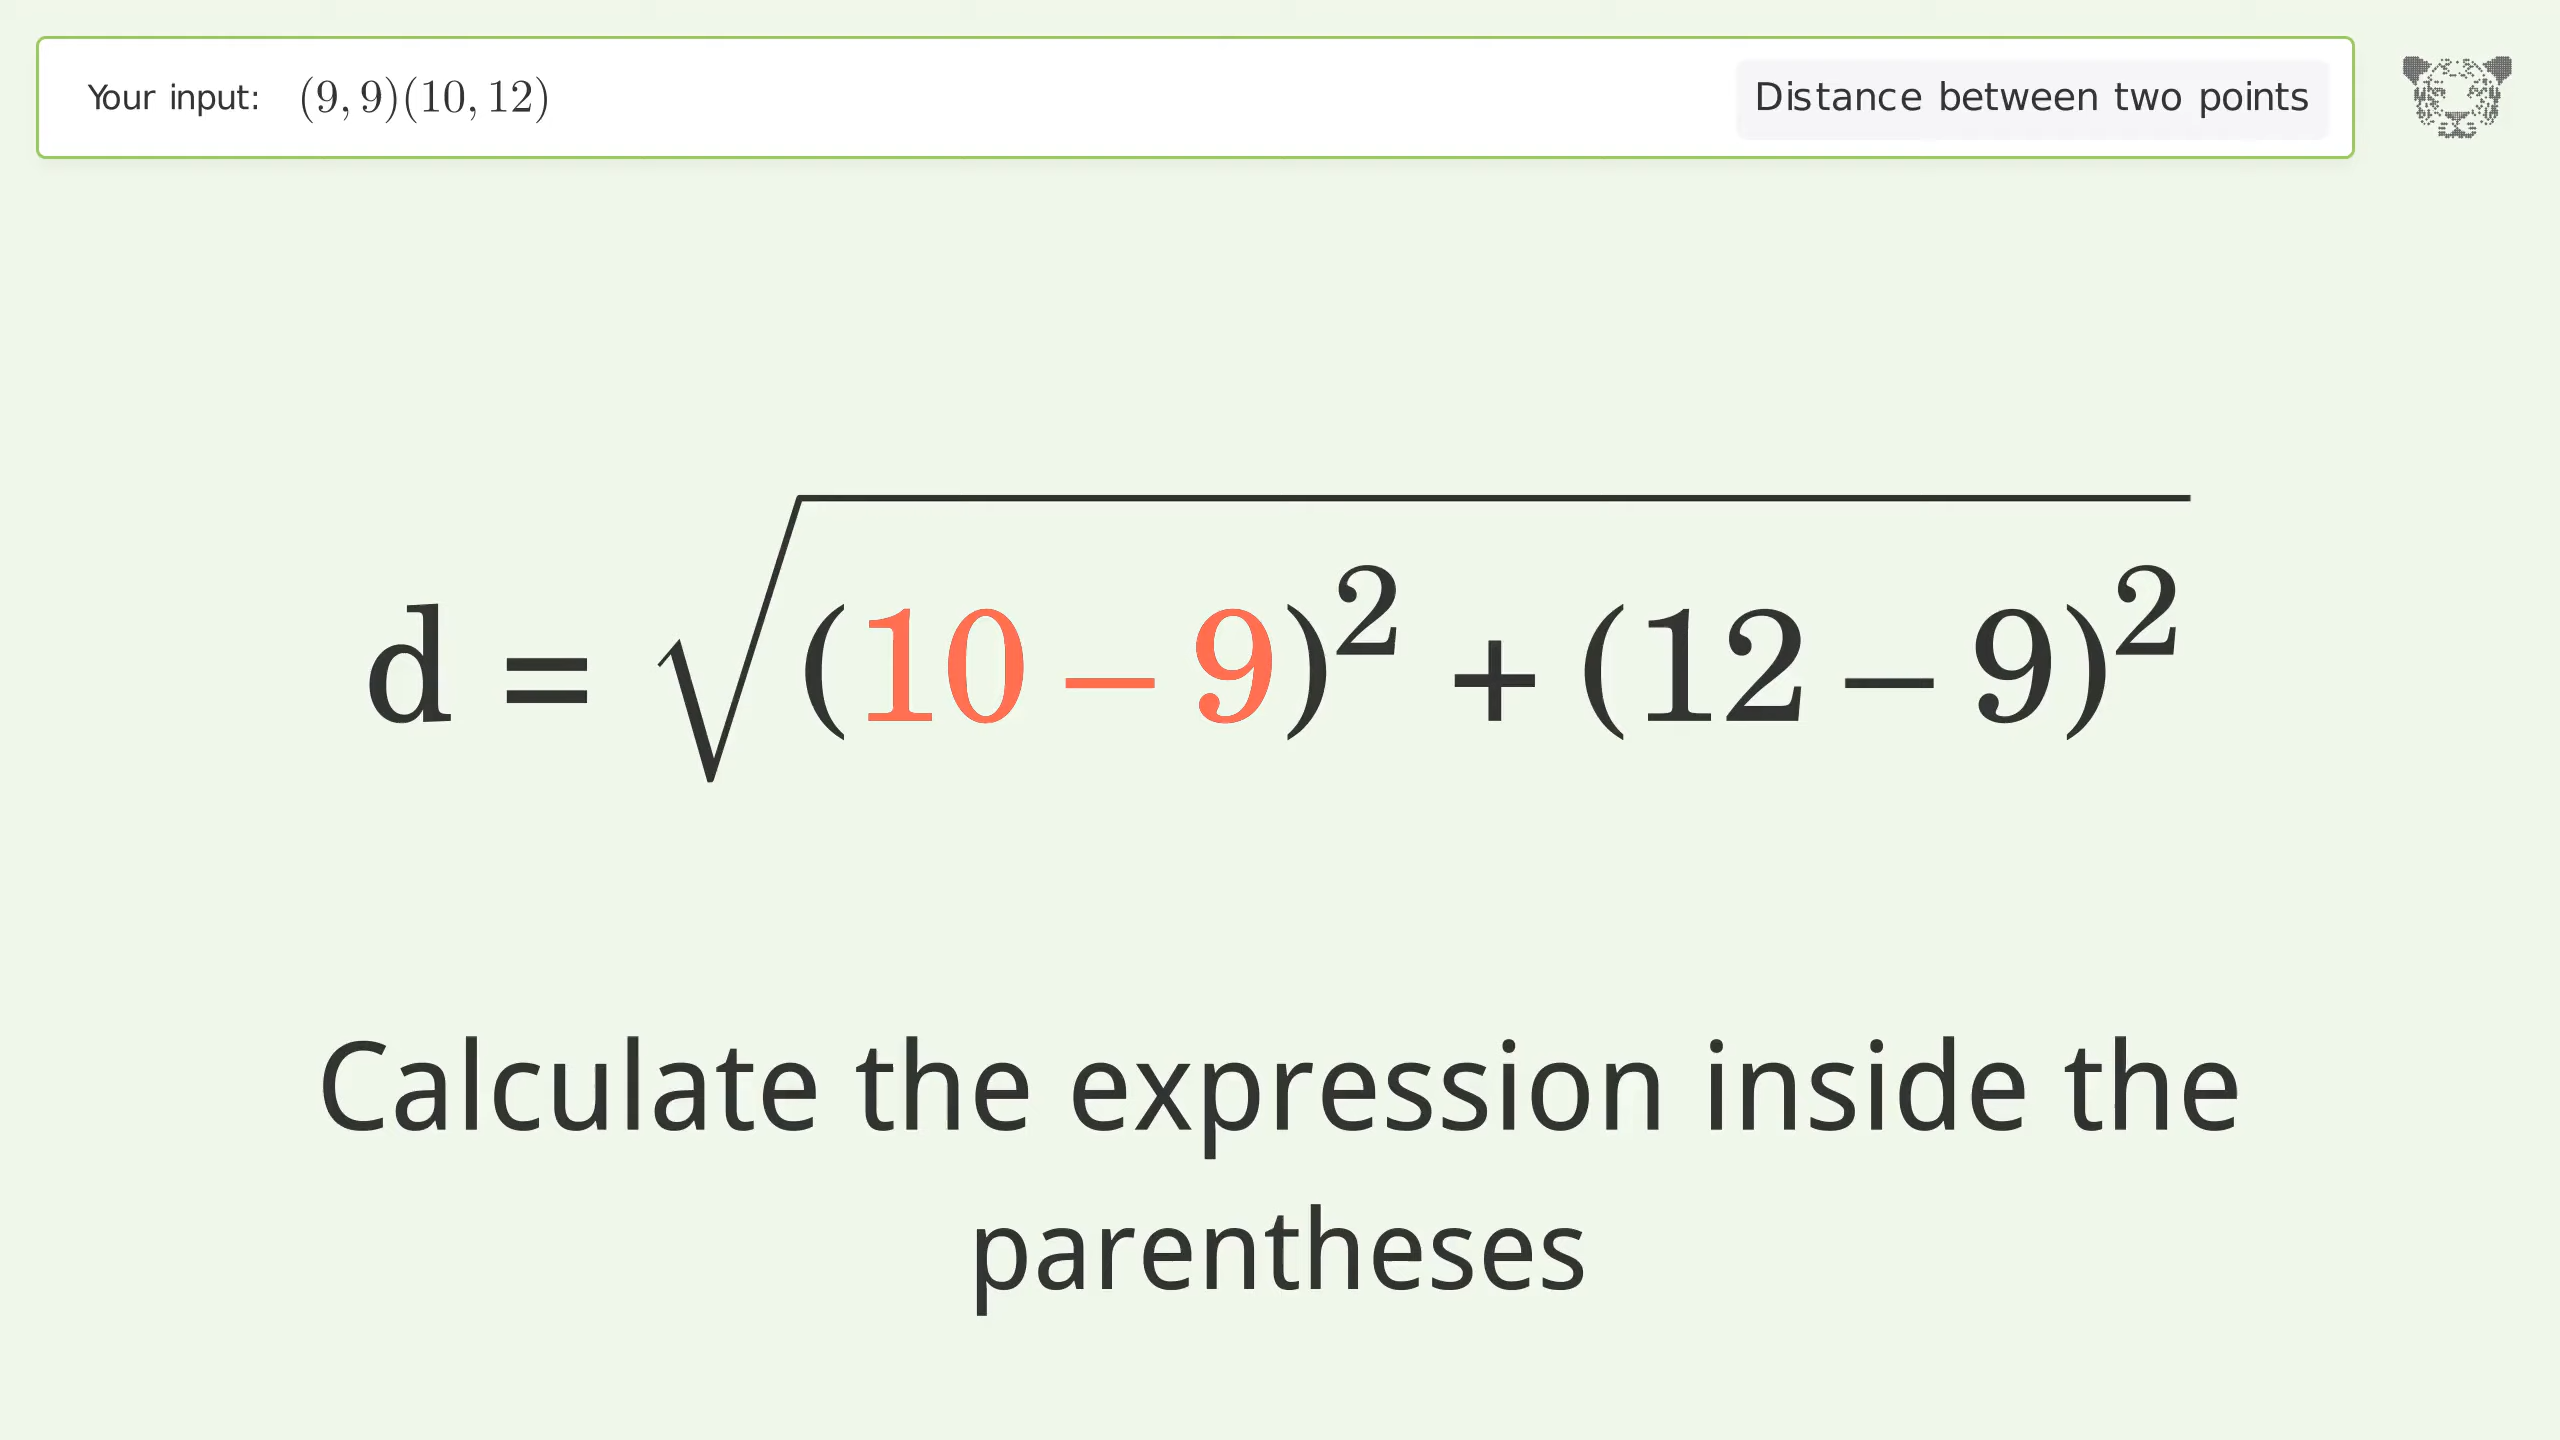 Your input: (9, 9)(10, 12)
Distance between two points
d = √(10 – 9)² + (12 – 9)²
Calculate the expression inside the
parentheses